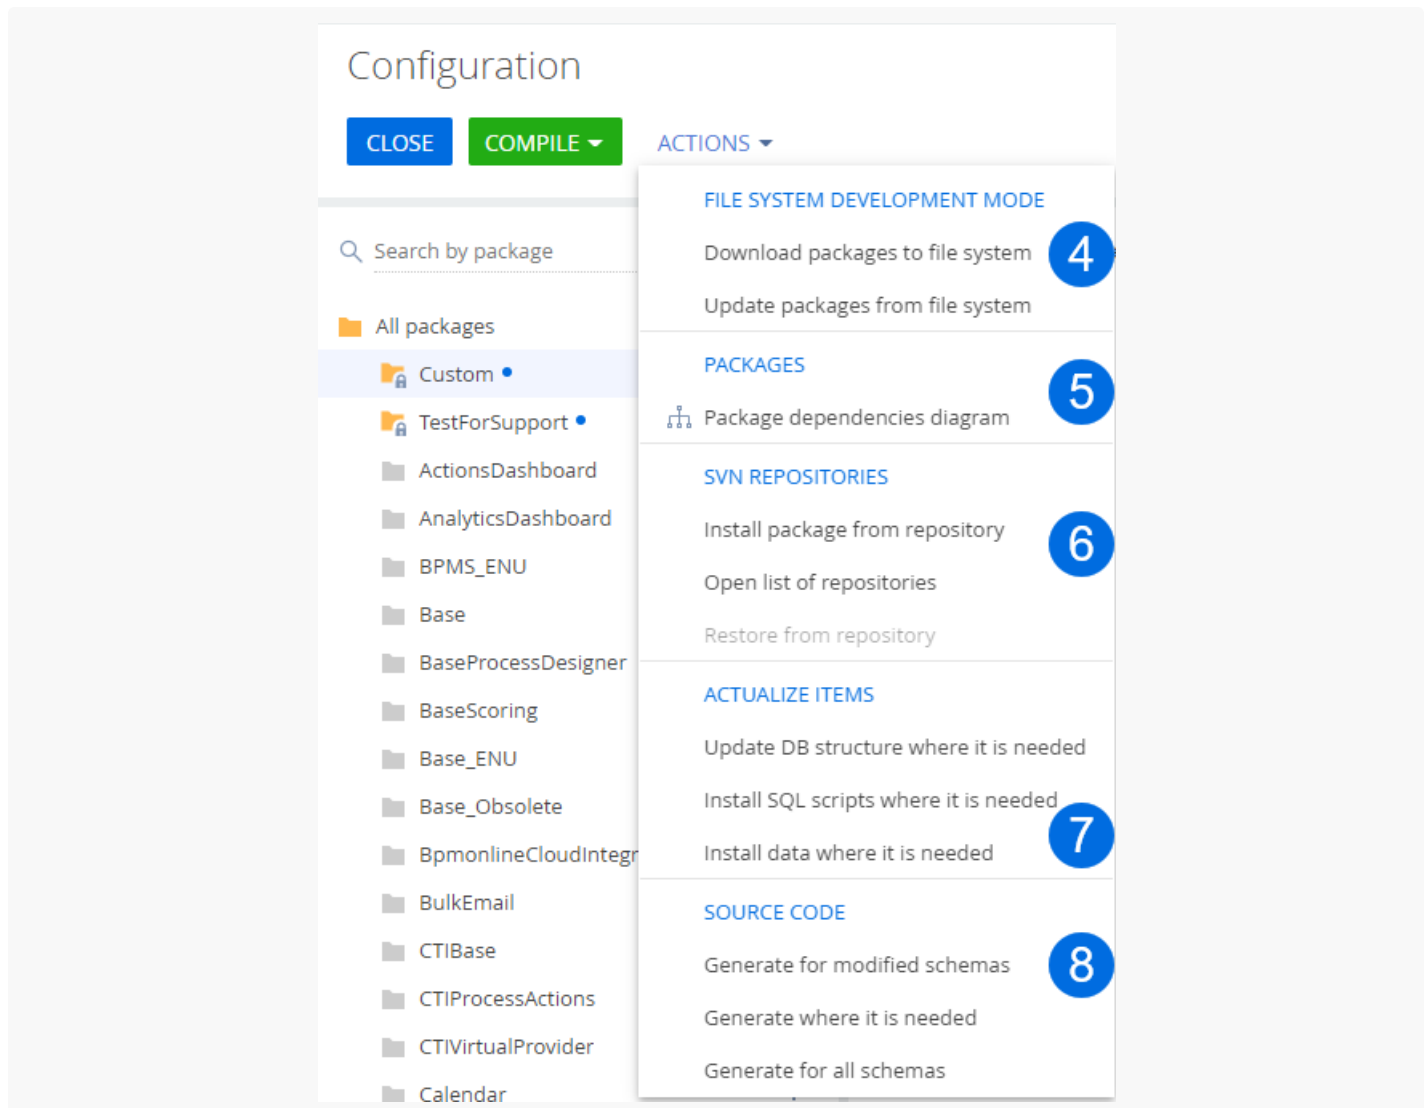 Configuration
CLOSE
COMPILE
ACTIONS
Search by package
All packages
Custom
TestForSupport
ActionsDashboard
AnalyticsDashboard
BPMS_ENU
Base
BaseProcessDesigner
BaseScoring
Base_ENU
Base_Obsolete
BpmonlineCloudIntegr
BulkEmail
CTIBase
CTIProcessActions
CTIVirtualProvider
Calendar
FILE SYSTEM DEVELOPMENT MODE
Download packages to file system
4
Update packages from file system
PACKAGES
5
Package dependencies diagram
SVN REPOSITORIES
Install package from repository
6
Open list of repositories
Restore from repository
ACTUALIZE ITEMS
Update DB structure where it is needed
Install SQL scripts where it is needed
7
Install data where it is needed
SOURCE CODE
Generate for modified schemas
8
Generate where it is needed
Generate for all schemas